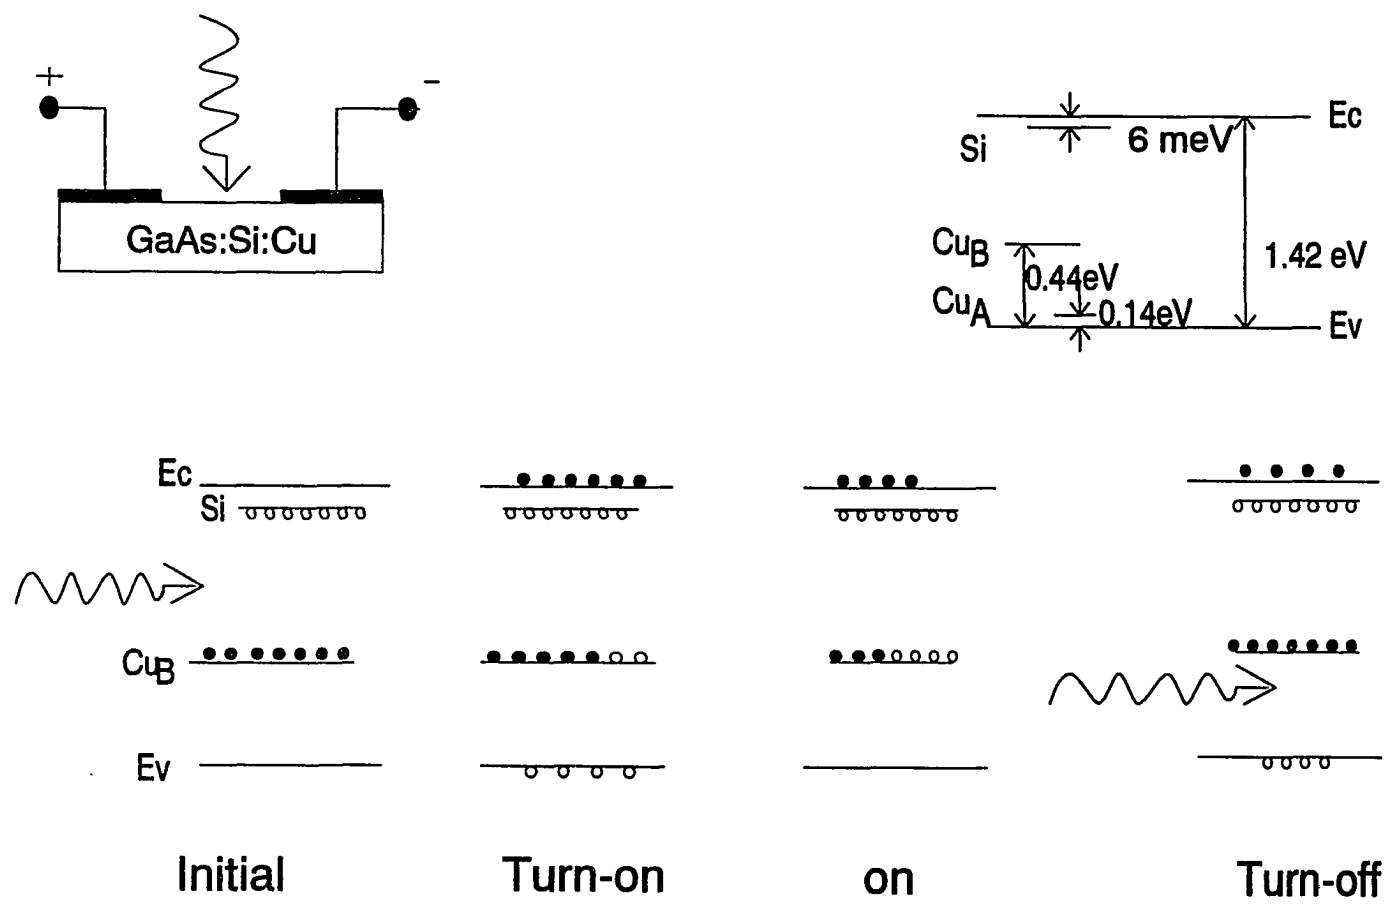 +
-
GaAs:Si:Cu
Ec
Si
6 meV
CuB
0.44eV
1.42 eV
CuA
0.14eV
Ev
Ec
Si
CuB
Ev
Initial
Turn-on
on
Turn-off